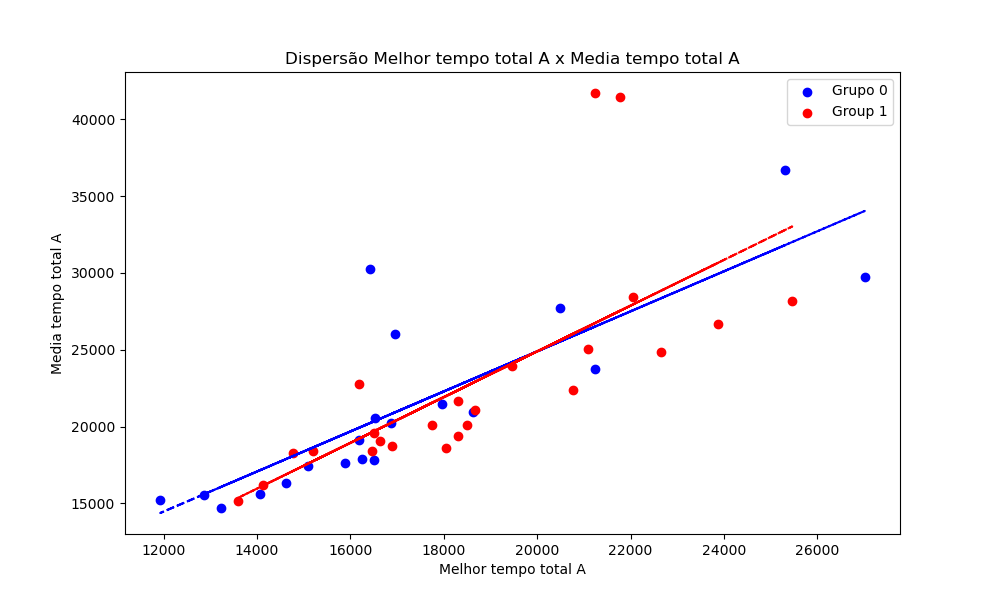 Dispersão Melhor tempo total A x Media tempo total A
Grupo 0
Group 1
40000
35000
30000
25000
20000
15000
Media tempo total A
12000 14000 16000 18000 20000 22000 24000 26000
Melhor tempo total A